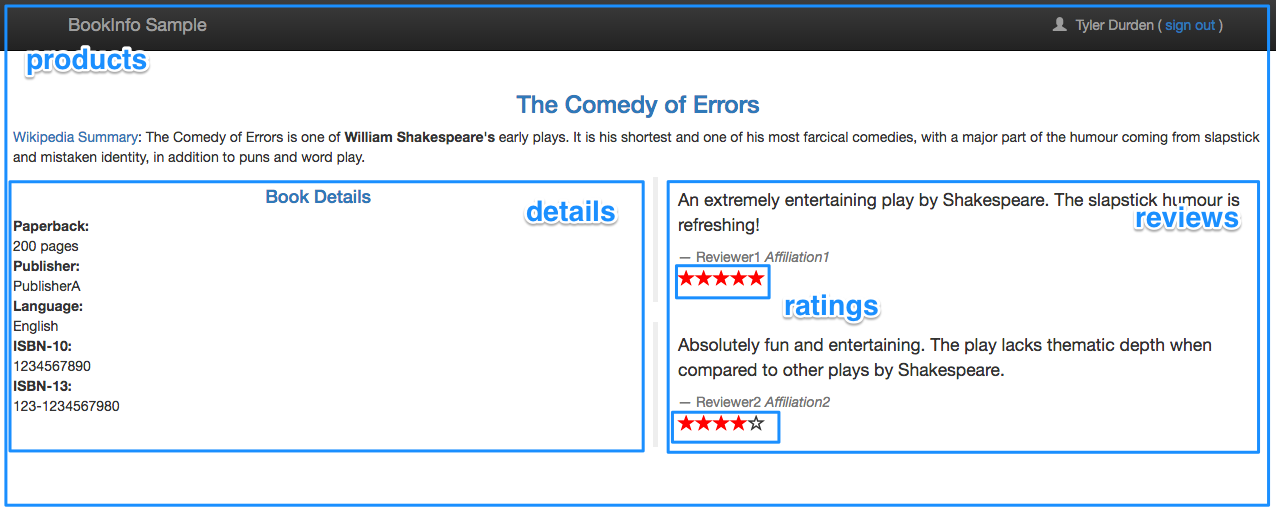 BookInfo Sample
Tyler Durden ( sign out )
products
The Comedy of Errors
Wikipedia Summary: The Comedy of Errors is one of William Shakespeare's early plays. It is his shortest and one of his most farcical comedies, with a major part of the humour coming from slapstick
and mistaken identity, in addition to puns and word play.
Book Details
details
Paperback:
200 pages
Publisher:
PublisherA
Language:
English
ISBN-10:
1234567890
ISBN-13:
123-1234567980
An extremely entertaining play by Shakespeare. The slapstick humour is
refreshing!
reviews
— Reviewer1 Affiliation1
★★★★★
ratings
Absolutely fun and entertaining. The play lacks thematic depth when
compared to other plays by Shakespeare.
— Reviewer2 Affiliation2
★★★★☆